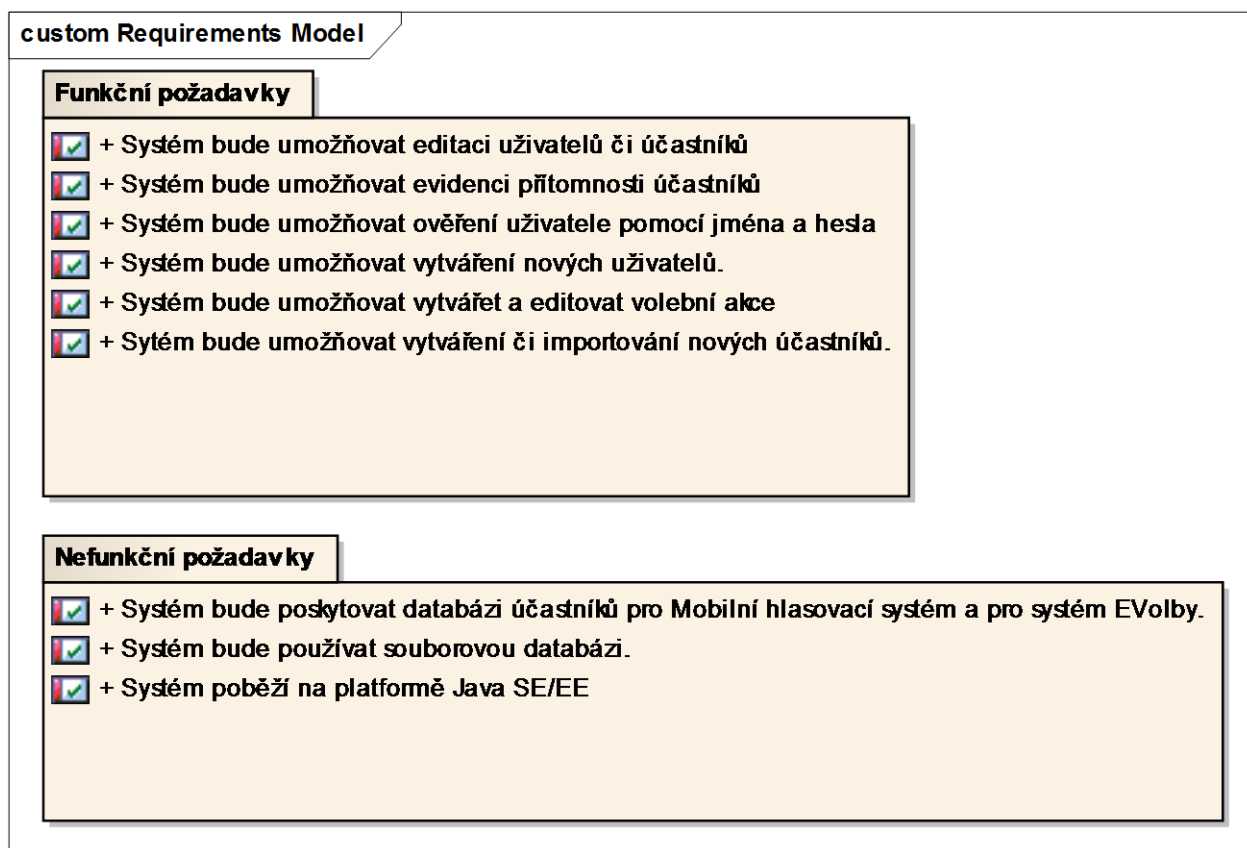 custom Requirements Model
Funkční požadavky
+ Systém bude umožňovat editaci uživatelů či účastníků
+ Systém bude umožňovat evidenci přítomnosti účastníků
+ Systém bude umožňovat ověření uživatele pomocí jména a hesla
+ Systém bude umožňovat vytváření nových uživatelů.
+ Systém bude umožňovat vytvářet a editovat volební akce
+ Sytém bude umožňovat vytváření či importování nových účastníků.
Nefunkční požadavky
+ Systém bude poskytovat databázi účastníků pro Mobilní hlasovací systém a pro systém EVolby.
+ Systém bude používat souborovou databázi.
+ Systém poběží na platformě Java SE/EE